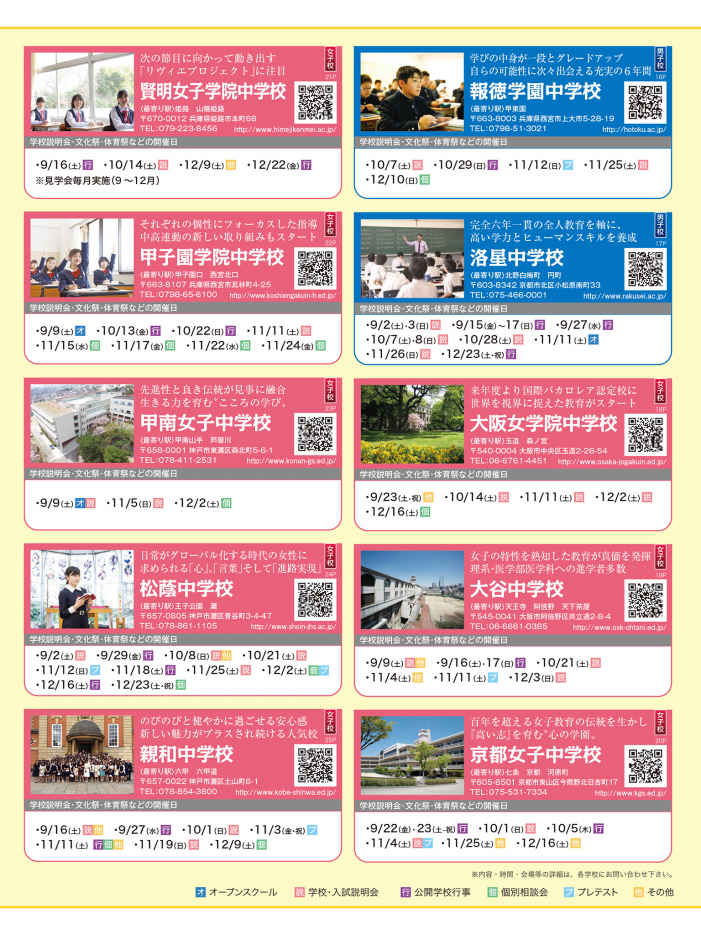 次の節目に向かって動き出す
「リヴィエプロジェクト」に注目
女子校
21P
賢明女子学院中学校
(最寄り駅)姫路 山陽姫路
〒670-0012 兵庫県姫路市本町68
TEL:079-223-8456 http://www.himejikenmei.ac.jp/
学校説明会・文化祭・体育祭などの開催日
・9/16(土)行 ・10/14(土)説 ・12/9(土)他 ・12/22(金)行
※見学会毎月実施(9〜12月)
それぞれの個性にフォーカスした指導
中高連動の新しい取り組みもスタート
女子校
22P
甲子園学院中学校
(最寄り駅)甲子園口 西宮北口
〒663-8107 兵庫県西宮市瓦林町4-25
TEL:0798-65-6100 http://www.koshiengakuin-h.ed.jp/
学校説明会・文化祭・体育祭などの開催日
・9/9(土)オ ・10/13(金)行 ・10/22(日)行 ・11/11(土)説
・11/15(水)個 ・11/17(金)個 ・11/22(水)個 ・11/24(金)個
先進性と良き伝統が見事に融合
生きる力を育む“こころの学び”
女子校
23P
甲南女子中学校
(最寄り駅)甲南山手 芦屋川
〒658-0001 神戸市東灘区森北町5-6-1
TEL:078-411-2531 http://www.konan-gs.ed.jp/
学校説明会・文化祭・体育祭などの開催日
・9/9(土)オ説 ・11/5(日)説 ・12/2(土)個
日常がグローバル化する時代の女性に
求められる「心」、「言葉」そして「進路実現」
女子校
24P
松蔭中学校
(最寄り駅)王子公園 灘
〒657-0805 神戸市灘区青谷町3-4-47
TEL:078-861-1105 http://www.shoin-jhs.ac.jp/
学校説明会・文化祭・体育祭などの開催日
・9/2(土)説 ・9/29(金)行 ・10/8(日)説他 ・10/21(土)説
・11/12(日)プ ・11/18(土)行 ・11/25(土)説 ・12/2(土)個プ
・12/16(土)行 ・12/23(土・祝)個
のびのびと健やかに過ごせる安心感
新しい魅力がプラスされ続ける人気校
女子校
25P
親和中学校
(最寄り駅)六甲 六甲道
〒657-0022 神戸市灘区土山町6-1
TEL:078-854-3800 http://www.kobe-shinwa.ed.jp/
学校説明会・文化祭・体育祭などの開催日
・9/16(土)説他 ・9/27(水)行 ・10/1(日)説 ・11/3(金・祝)プ
・11/11(土) 行個他 ・11/19(日)説 ・12/9(土)個
学びの中身が一段とグレードアップ
自らの可能性に次々出会える充実の6年間
男子校
16P
報徳学園中学校
(最寄り駅)甲東園
〒663-8003 兵庫県西宮市上大市5-28-19
TEL:0798-51-3021 http://hotoku.ac.jp/
学校説明会・文化祭・体育祭などの開催日
・10/7(土)説 ・10/29(日)行 ・11/12(日)プ ・11/25(土)説
・12/10(日)個
完全六年一貫の全人教育を軸に、
高い学力とヒューマンスキルを養成
男子校
17P
洛星中学校
(最寄り駅)北野白梅町 円町
〒603-8342 京都市北区小松原南町33
TEL:075-466-0001 http://www.rakusei.ac.jp/
学校説明会・文化祭・体育祭などの開催日
・9/2(土)・3(日)説 ・9/15(金)〜17(日)行 ・9/27(水)行
・10/7(土)・8(日)説 ・10/28(土)説 ・11/11(土)オ
・11/26(日)説 ・12/23(土・祝)行
来年度より国際バカロレア認定校に
世界を視界に捉えた教育がスタート
女子校
18P
大阪女学院中学校
(最寄り駅)玉造 森ノ宮
〒540-0004 大阪市中央区玉造2-26-54
TEL:06-6761-4451 http://www.osaka-jogakuin.ed.jp/
学校説明会・文化祭・体育祭などの開催日
・9/23(土・祝)他 ・10/14(土)説 ・11/11(土)説 ・12/2(土)説
・12/16(土)個
女子の特性を熟知した教育が真価を発揮
理系・医学部医学科への進学者多数
女子校
19P
大谷中学校
(最寄り駅)天王寺 阿倍野 天下茶屋
〒545-0041 大阪市阿倍野区共立通2-8-4
TEL:06-6661-0385 http://www.osk-ohtani.ed.jp/
学校説明会・文化祭・体育祭などの開催日
・9/9(土)説他 ・9/16(土)・17(日)行 ・10/21(土)説
・11/4(土)他 ・11/11(土)プ ・12/3(日)説
百年を超える女子教育の伝統を生かし
『高い志』を育む“心の学園”
女子校
20P
京都女子中学校
(最寄り駅)七条 京都 河原町
〒605-8501 京都市東山区今熊野北日吉町17
TEL:075-531-7334 http://www.kgs.ed.jp/
学校説明会・文化祭・体育祭などの開催日
・9/22(金)・23(土・祝)行 ・10/1(日)説 ・10/5(木)行
・11/4(土)説プ ・11/25(土)他 ・12/16(土)他
※内容・時間・会場等の詳細は、各学校にお問い合わせ下さい。
オ オープンスクール 説 学校・入試説明会 行 公開学校行事 個 個別相談会 プ プレテスト 他 その他